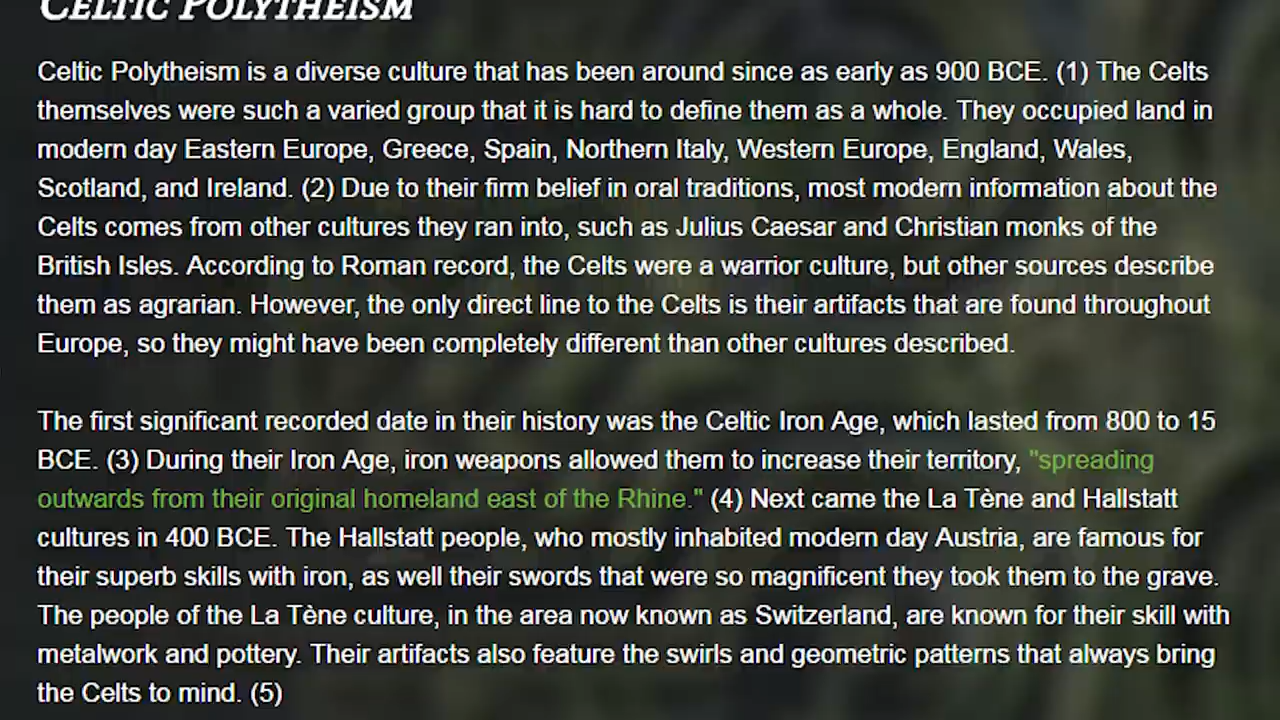 Celtic Polytheism
Celtic Polytheism is a diverse culture that has been around since as early as 900 BCE. (1) The Celts
themselves were such a varied group that it is hard to define them as a whole. They occupied land in
modern day Eastern Europe, Greece, Spain, Northern Italy, Western Europe, England, Wales,
Scotland, and Ireland. (2) Due to their firm belief in oral traditions, most modern information about the
Celts comes from other cultures they ran into, such as Julius Caesar and Christian monks of the
British Isles. According to Roman record, the Celts were a warrior culture, but other sources describe
them as agrarian. However, the only direct line to the Celts is their artifacts that are found throughout
Europe, so they might have been completely different than other cultures described.
The first significant recorded date in their history was the Celtic Iron Age, which lasted from 800 to 15
BCE. (3) During their Iron Age, iron weapons allowed them to increase their territory, "spreading
outwards from their original homeland east of the Rhine." (4) Next came the La Tène and Hallstatt
cultures in 400 BCE. The Hallstatt people, who mostly inhabited modern day Austria, are famous for
their superb skills with iron, as well their swords that were so magnificent they took them to the grave.
The people of the La Tène culture, in the area now known as Switzerland, are known for their skill with
metalwork and pottery. Their artifacts also feature the swirls and geometric patterns that always bring
the Celts to mind. (5)